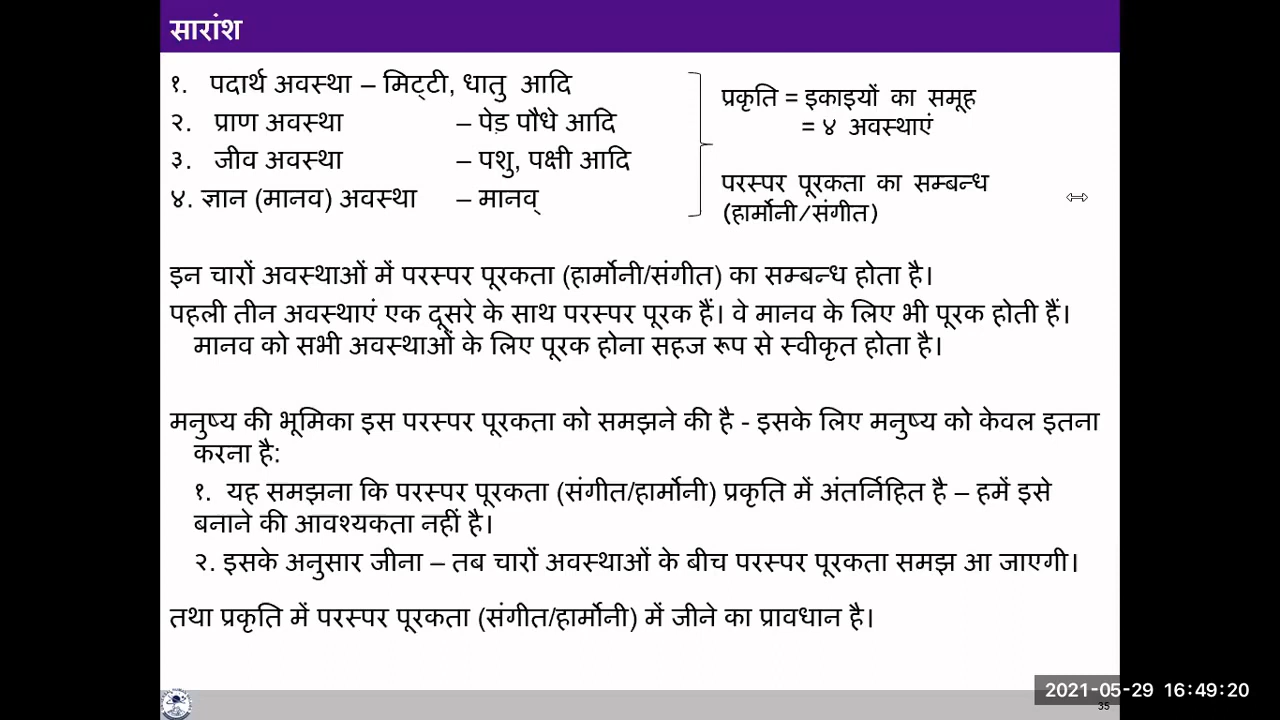 सारांश
१. पदार्थ अवस्था – मिट्टी, धातु आदि
२. प्राण अवस्था – पेड़ पौधे आदि
३. जीव अवस्था – पशु, पक्षी आदि
४. ज्ञान (मानव) अवस्था – मानव्
प्रकृति = इकाइयों का समूह
= ४ अवस्थाएं
परस्पर पूरकता का सम्बन्ध
(हार्मोनी/संगीत)
इन चारों अवस्थाओं में परस्पर पूरकता (हार्मोनी/संगीत) का सम्बन्ध होता है।
पहली तीन अवस्थाएं एक दूसरे के साथ परस्पर पूरक हैं। वे मानव के लिए भी पूरक होती हैं।
मानव को सभी अवस्थाओं के लिए पूरक होना सहज रूप से स्वीकृत होता है।
मनुष्य की भूमिका इस परस्पर पूरकता को समझने की है - इसके लिए मनुष्य को केवल इतना
करना है:
१. यह समझना कि परस्पर पूरकता (संगीत/हार्मोनी) प्रकृति में अंतर्निहित है – हमें इसे
बनाने की आवश्यकता नहीं है।
२. इसके अनुसार जीना – तब चारों अवस्थाओं के बीच परस्पर पूरकता समझ आ जाएगी।
तथा प्रकृति में परस्पर पूरकता (संगीत/हार्मोनी) में जीने का प्रावधान है।
2021-05-29 16:49:20
35